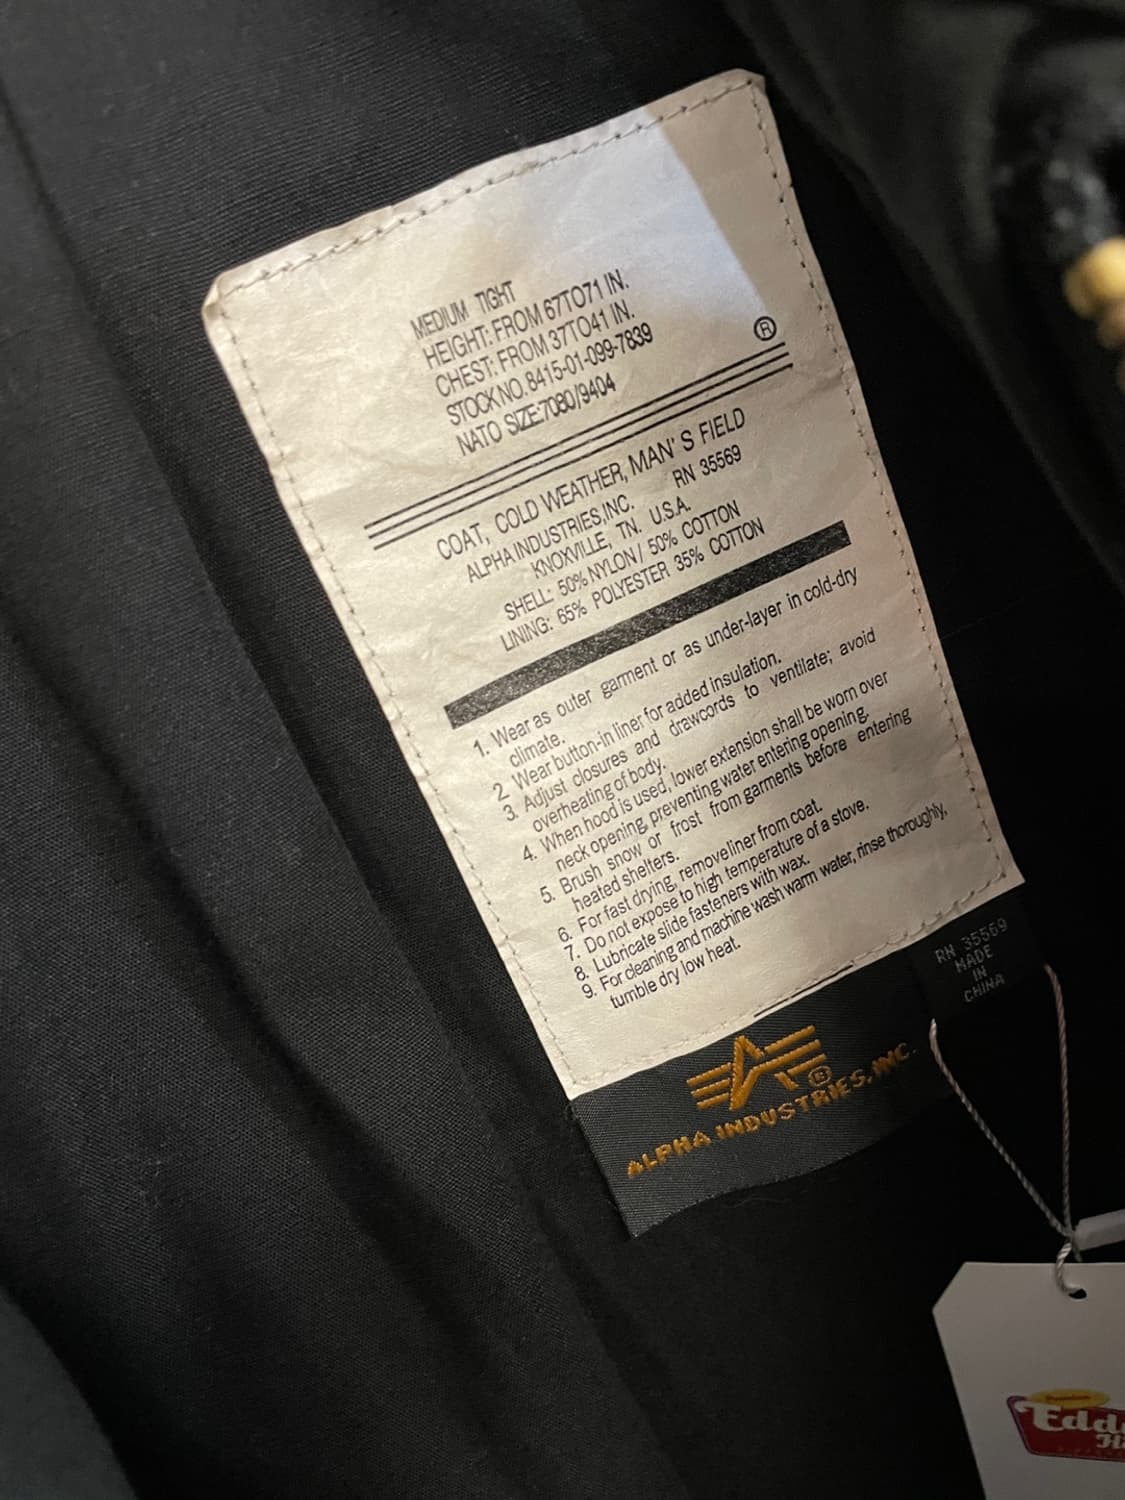 MEDIUM TIGHT
HEIGHT: FROM 67TO71 IN.
CHEST: FROM 37TO41 IN.
STOCK NO. 8415-01-099-7839
NATO SIZE:7080/9404
®
COAT, COLD WEATHER, MAN' S FIELD
ALPHA INDUSTRIES,INC. RN 35569
KNOXVILLE, TN. U.S.A.
SHELL: 50% NYLON/ 50% COTTON
LINING: 65% POLYESTER 35% COTTON
1. Wear as outer garment or as under-layer in cold-dry
climate.
2 Wear button-in liner for added insulation.
3. Adjust closures and drawcords to ventilate; avoid
overheating of body.
4. When hood is used, lower extension shall be worn over
neck opening, preventing water entering opening.
5. Brush snow or frost from garments before entering
heated shelters.
6. For fast drying, remove liner from coat.
7. Do not expose to high temperature of a stove.
8. Lubricate slide fasteners with wax.
9. For cleaning and machine wash warm water, rinse thoroughly,
tumble dry low heat.
RN 35569
MADE
IN
CHINA
®
ALPHA INDUSTRIES, INC.